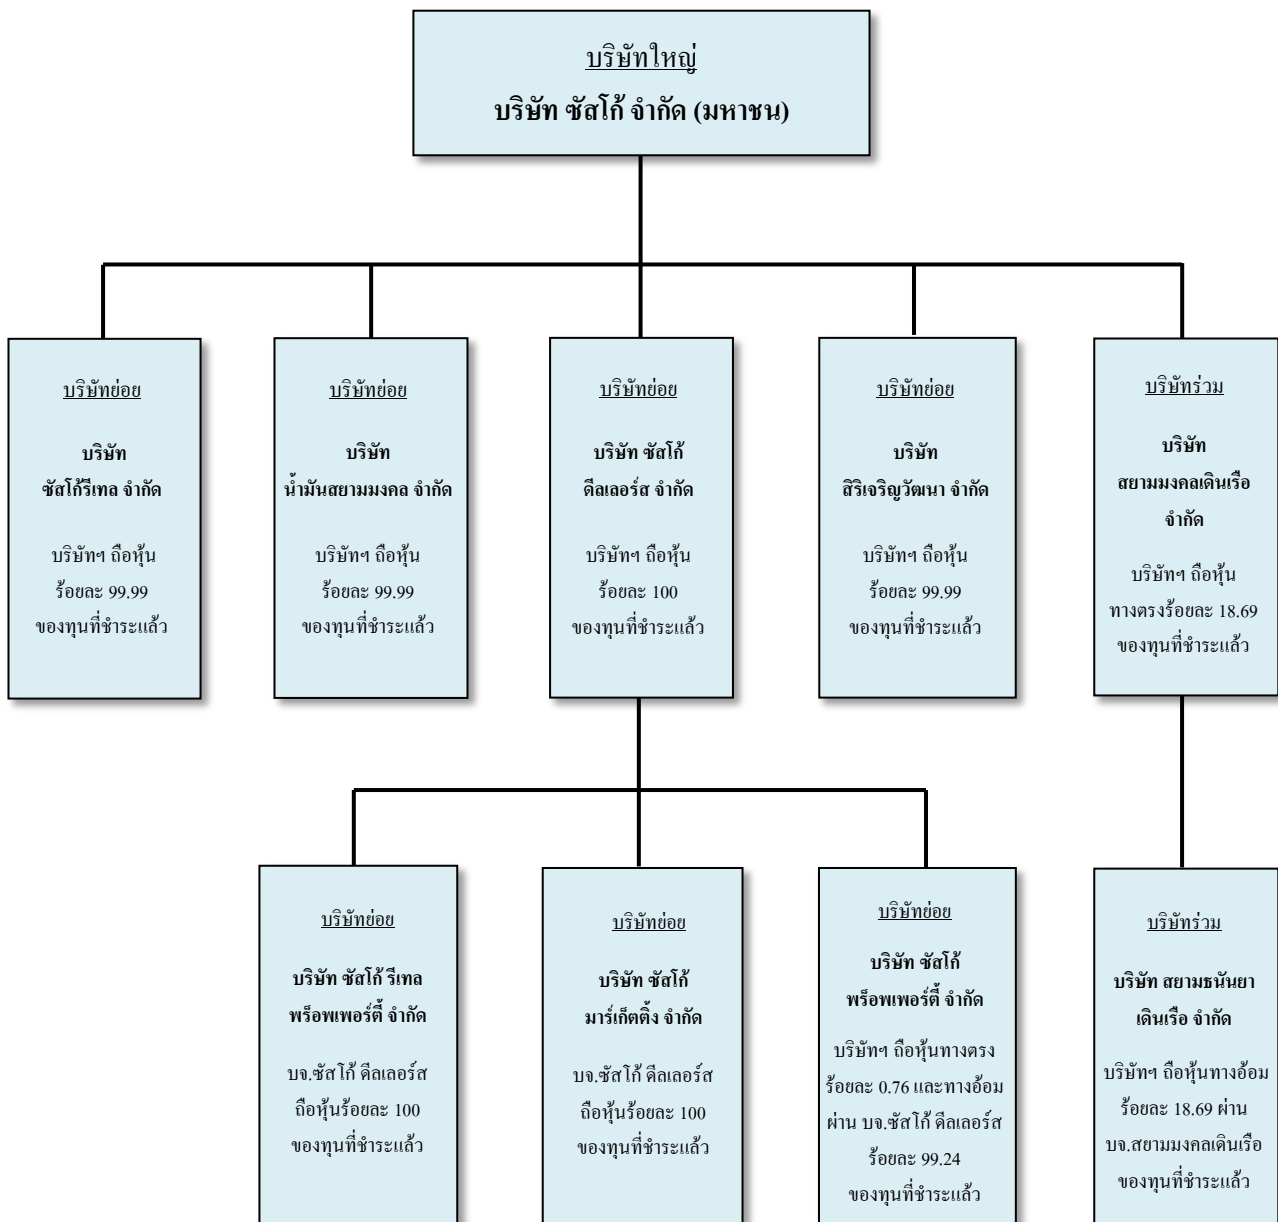 บริษัทใหญ่
บริษัท ซัสโก้ จำกัด (มหาชน)
บริษัทย่อย
บริษัท
ซัสโก้รีเทล จำกัด
บริษัทฯ ถือหุ้น
ร้อยละ 99.99
ของทุนที่ชำระแล้ว
บริษัทย่อย
บริษัท
น้ำมันสยามมงคล จำกัด
บริษัทฯ ถือหุ้น
ร้อยละ 99.99
ของทุนที่ชำระแล้ว
บริษัทย่อย
บริษัท ซัสโก้
ดีลเลอร์ส จำกัด
บริษัทฯ ถือหุ้น
ร้อยละ 100
ของทุนที่ชำระแล้ว
บริษัทย่อย
บริษัท
สิริเจริญวัฒนา จำกัด
บริษัทฯ ถือหุ้น
ร้อยละ 99.99
ของทุนที่ชำระแล้ว
บริษัทร่วม
บริษัท
สยามมงคลเดินเรือ
จำกัด
บริษัทฯ ถือหุ้น
ทางตรงร้อยละ 18.69
ของทุนที่ชำระแล้ว
บริษัทย่อย
บริษัท ซัสโก้ รีเทล
พร็อพเพอร์ตี้ จำกัด
บจ.ซัสโก้ ดีลเลอร์ส
ถือหุ้นร้อยละ 100
ของทุนที่ชำระแล้ว
บริษัทย่อย
บริษัท ซัสโก้
มาร์เก็ตติ้ง จำกัด
บจ.ซัสโก้ ดีลเลอร์ส
ถือหุ้นร้อยละ 100
ของทุนที่ชำระแล้ว
บริษัทย่อย
บริษัท ซัสโก้
พร็อพเพอร์ตี้ จำกัด
บริษัทฯ ถือหุ้นทางตรง
ร้อยละ 0.76 และทางอ้อม
ผ่าน บจ.ซัสโก้ ดีลเลอร์ส
ร้อยละ 99.24
ของทุนที่ชำระแล้ว
บริษัทร่วม
บริษัท สยามธนันยา
เดินเรือ จำกัด
บริษัทฯ ถือหุ้นทางอ้อม
ร้อยละ 18.69 ผ่าน
บจ.สยามมงคลเดินเรือ
ของทุนที่ชำระแล้ว